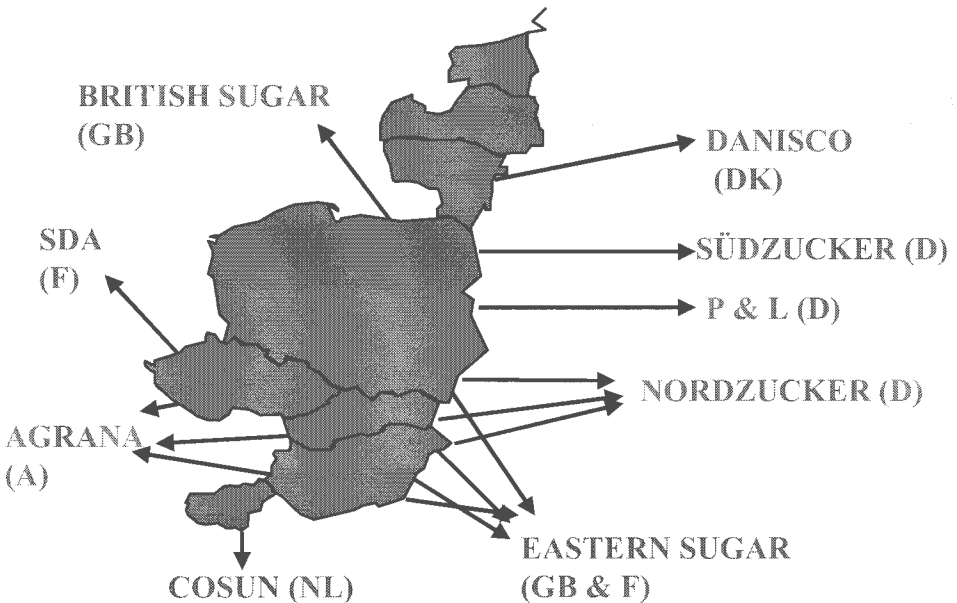 BRITISH SUGAR
(GB)
DANISCO
(DK)
SDA
(F)
SÜDZUCKER (D)
P & L (D)
NORDZUCKER (D)
AGRANA
(A)
EASTERN SUGAR
(GB & F)
COSUN (NL)